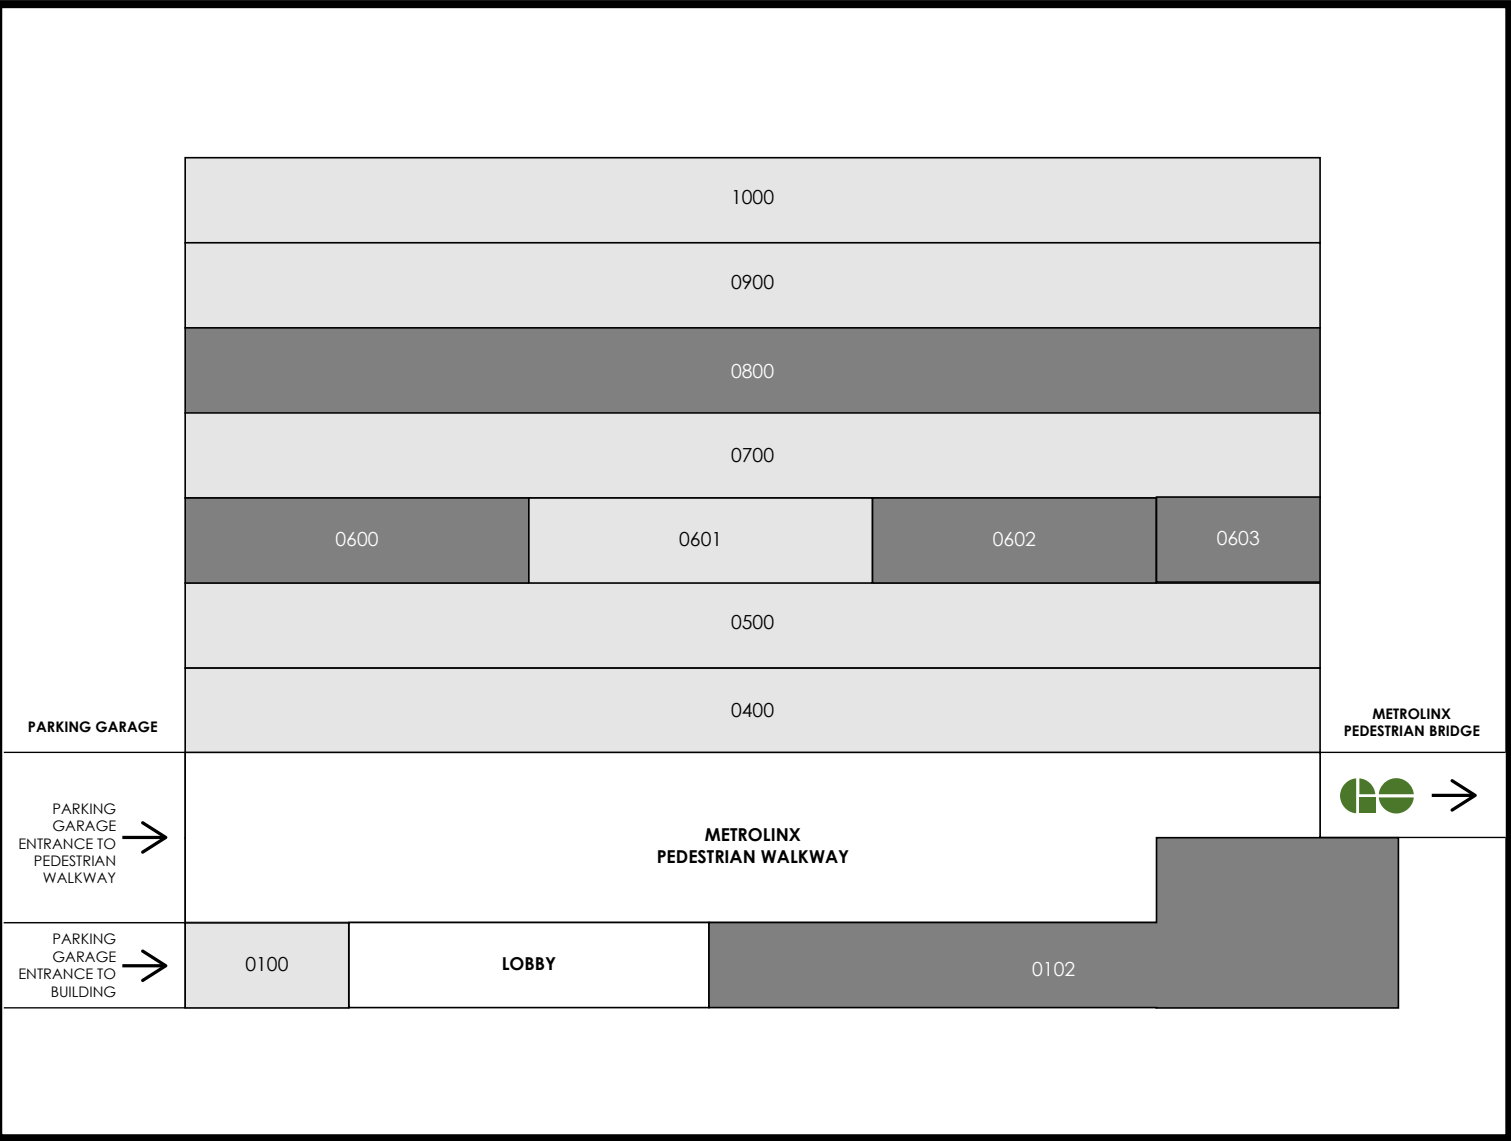 1000
0900
0800
0700
0600
0601
0602
0603
0500
0400
PARKING GARAGE
METROLINX
PEDESTRIAN BRIDGE
PARKING
GARAGE
ENTRANCE TO
PEDESTRIAN
WALKWAY
METROLINX
PEDESTRIAN WALKWAY
GO
PARKING
GARAGE
ENTRANCE TO
BUILDING
0100
LOBBY
0102